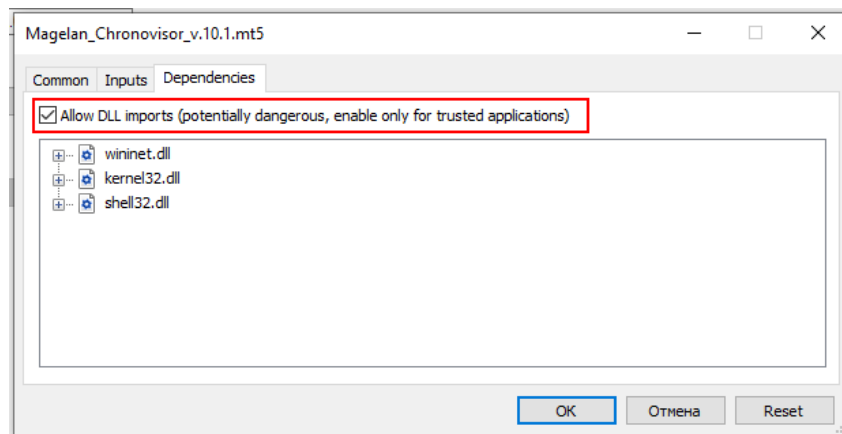 Magelan_Chronovisor_v.10.1.mt5
Common Inputs Dependencies
Allow DLL imports (potentially dangerous, enable only for trusted applications)
wininet.dll
kernel32.dll
shell32.dll
OK Отмена Reset